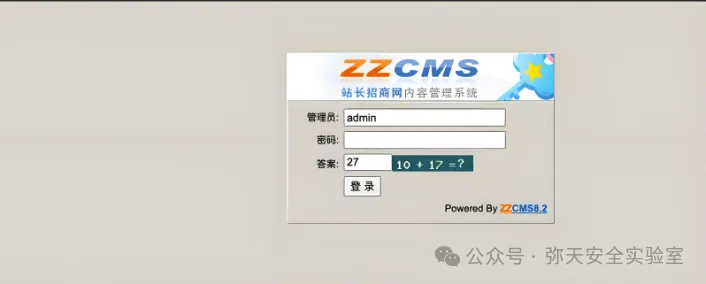 ZZCMS
站长招商网内容管理系统
管理员: admin
密码:
答案: 27 10 + 17 =?
登 录
Powered By ZZCMS8.2
公众号 · 弥天安全实验室